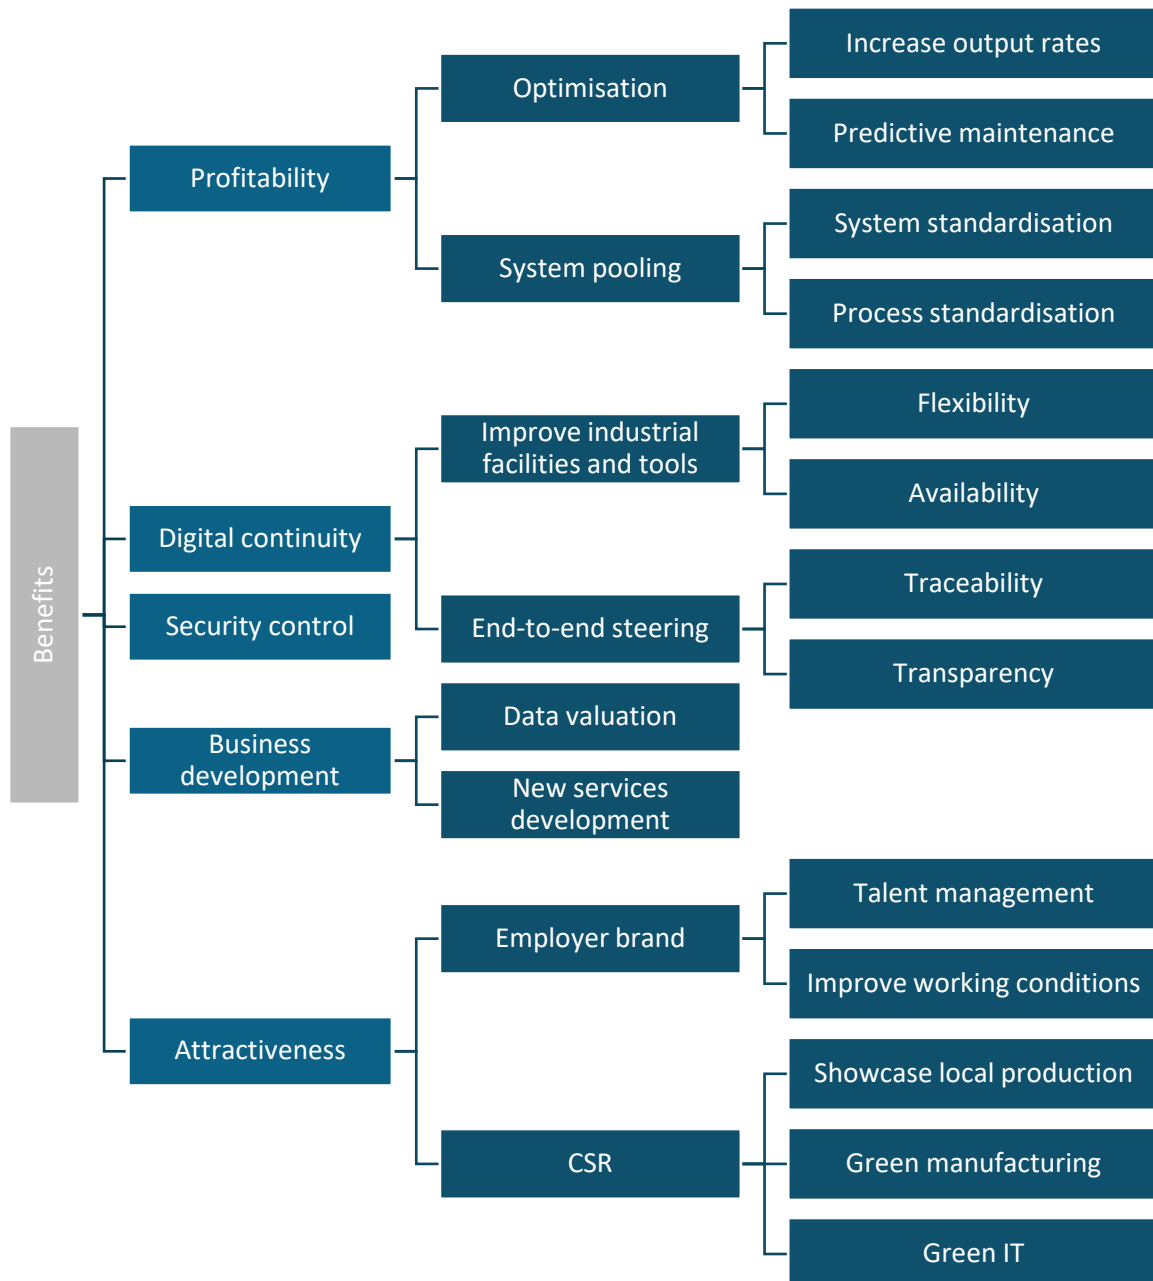 Benefits
Profitability
Optimisation
Increase output rates
Predictive maintenance
System pooling
System standardisation
Process standardisation
Digital continuity
Improve industrial
facilities and tools
Flexibility
Availability
End-to-end steering
Traceability
Transparency
Security control
Business
development
Data valuation
New services
development
Attractiveness
Employer brand
Talent management
Improve working conditions
CSR
Showcase local production
Green manufacturing
Green IT